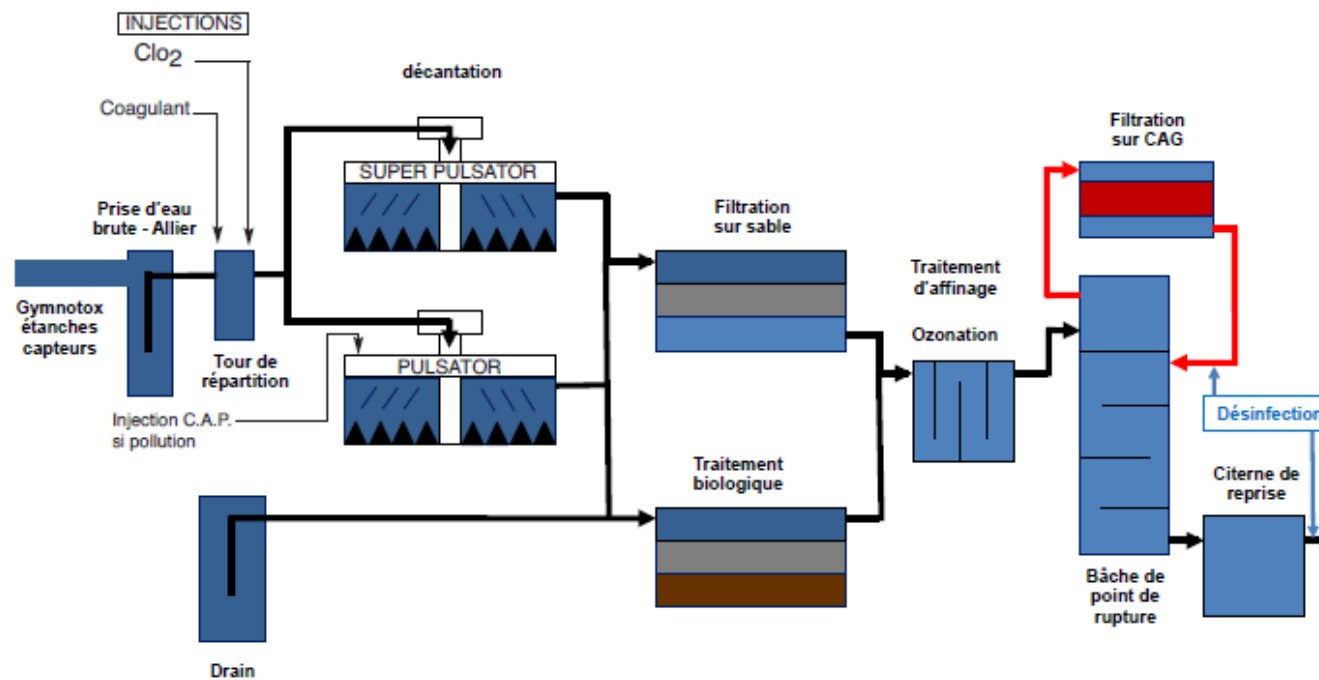 INJECTIONS
Clo2
Coagulant
décantation
SUPER PULSATOR
Prise d'eau
brute - Allier
Gymnotox
étanches
capteurs
Tour de
répartition
PULSATOR
Injection C.A.P.
si pollution
Drain
Filtration
sur sable
Traitement
biologique
Traitement
d'affinage
Ozonation
Filtration
sur CAG
Désinfection
Citerne de
reprise
Bâche de
point de
rupture